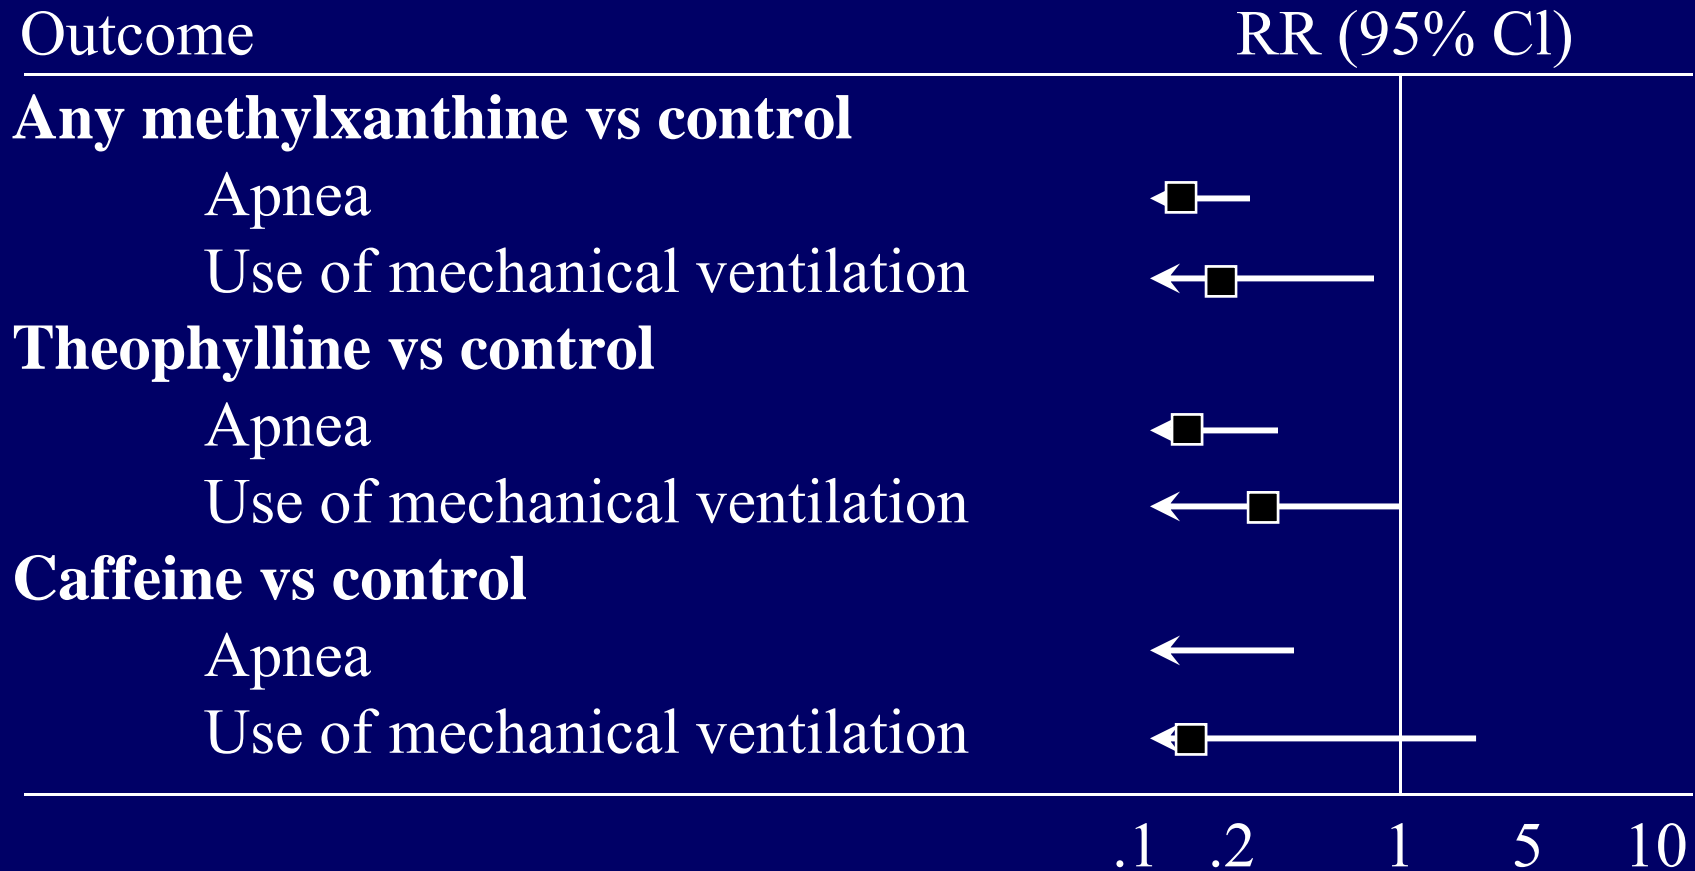 Outcome RR (95% Cl)
Any methylxanthine vs control
Apnea
Use of mechanical ventilation
Theophylline vs control
Apnea
Use of mechanical ventilation
Caffeine vs control
Apnea
Use of mechanical ventilation
.1 .2 1 5 10